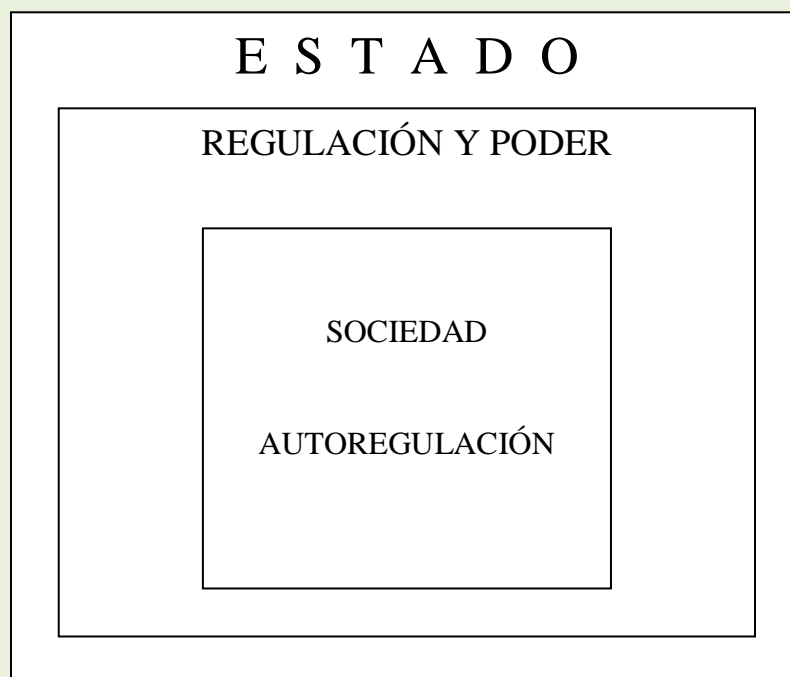 E S T A D O
REGULACIÓN Y PODER
SOCIEDAD
AUTOREGULACIÓN